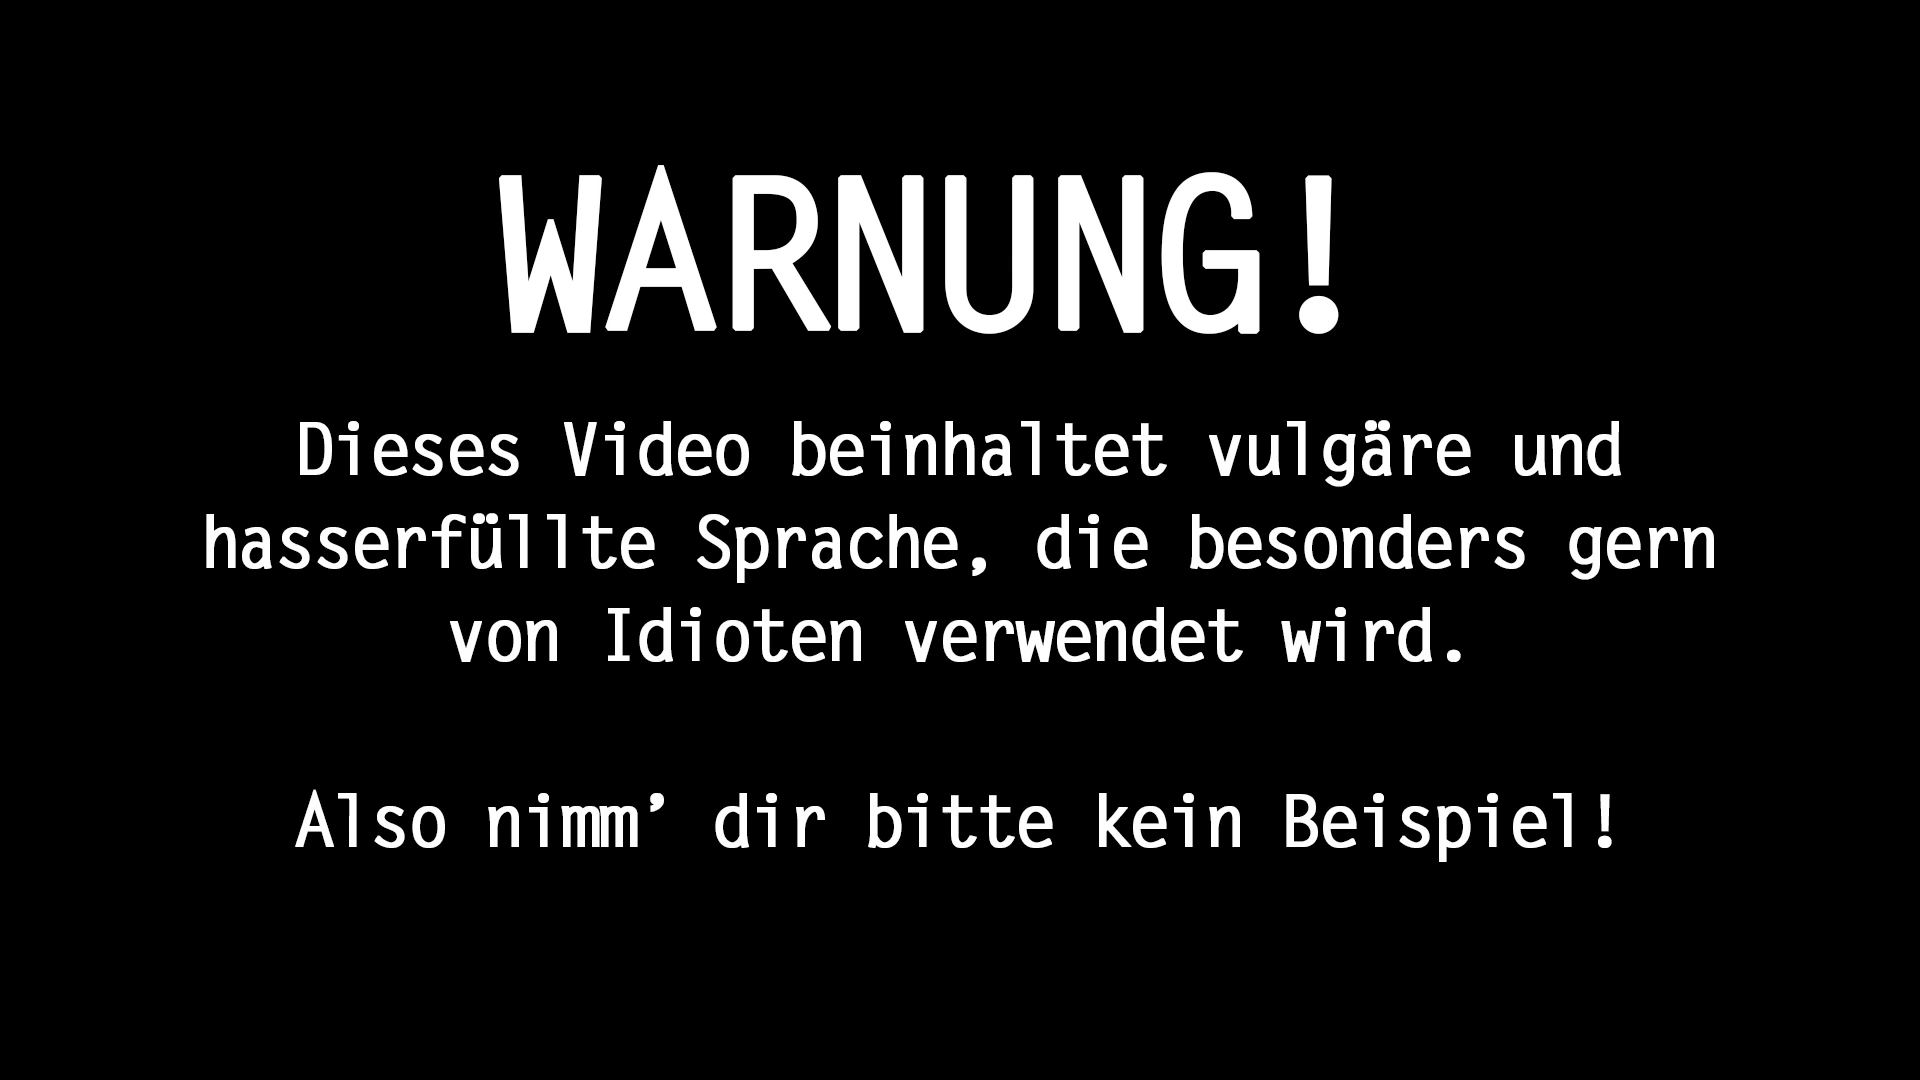 WARNUNG!
Dieses Video beinhaltet vulgäre und
hasserfüllte Sprache, die besonders gern
von Idioten verwendet wird.
Also nimm’ dir bitte kein Beispiel!